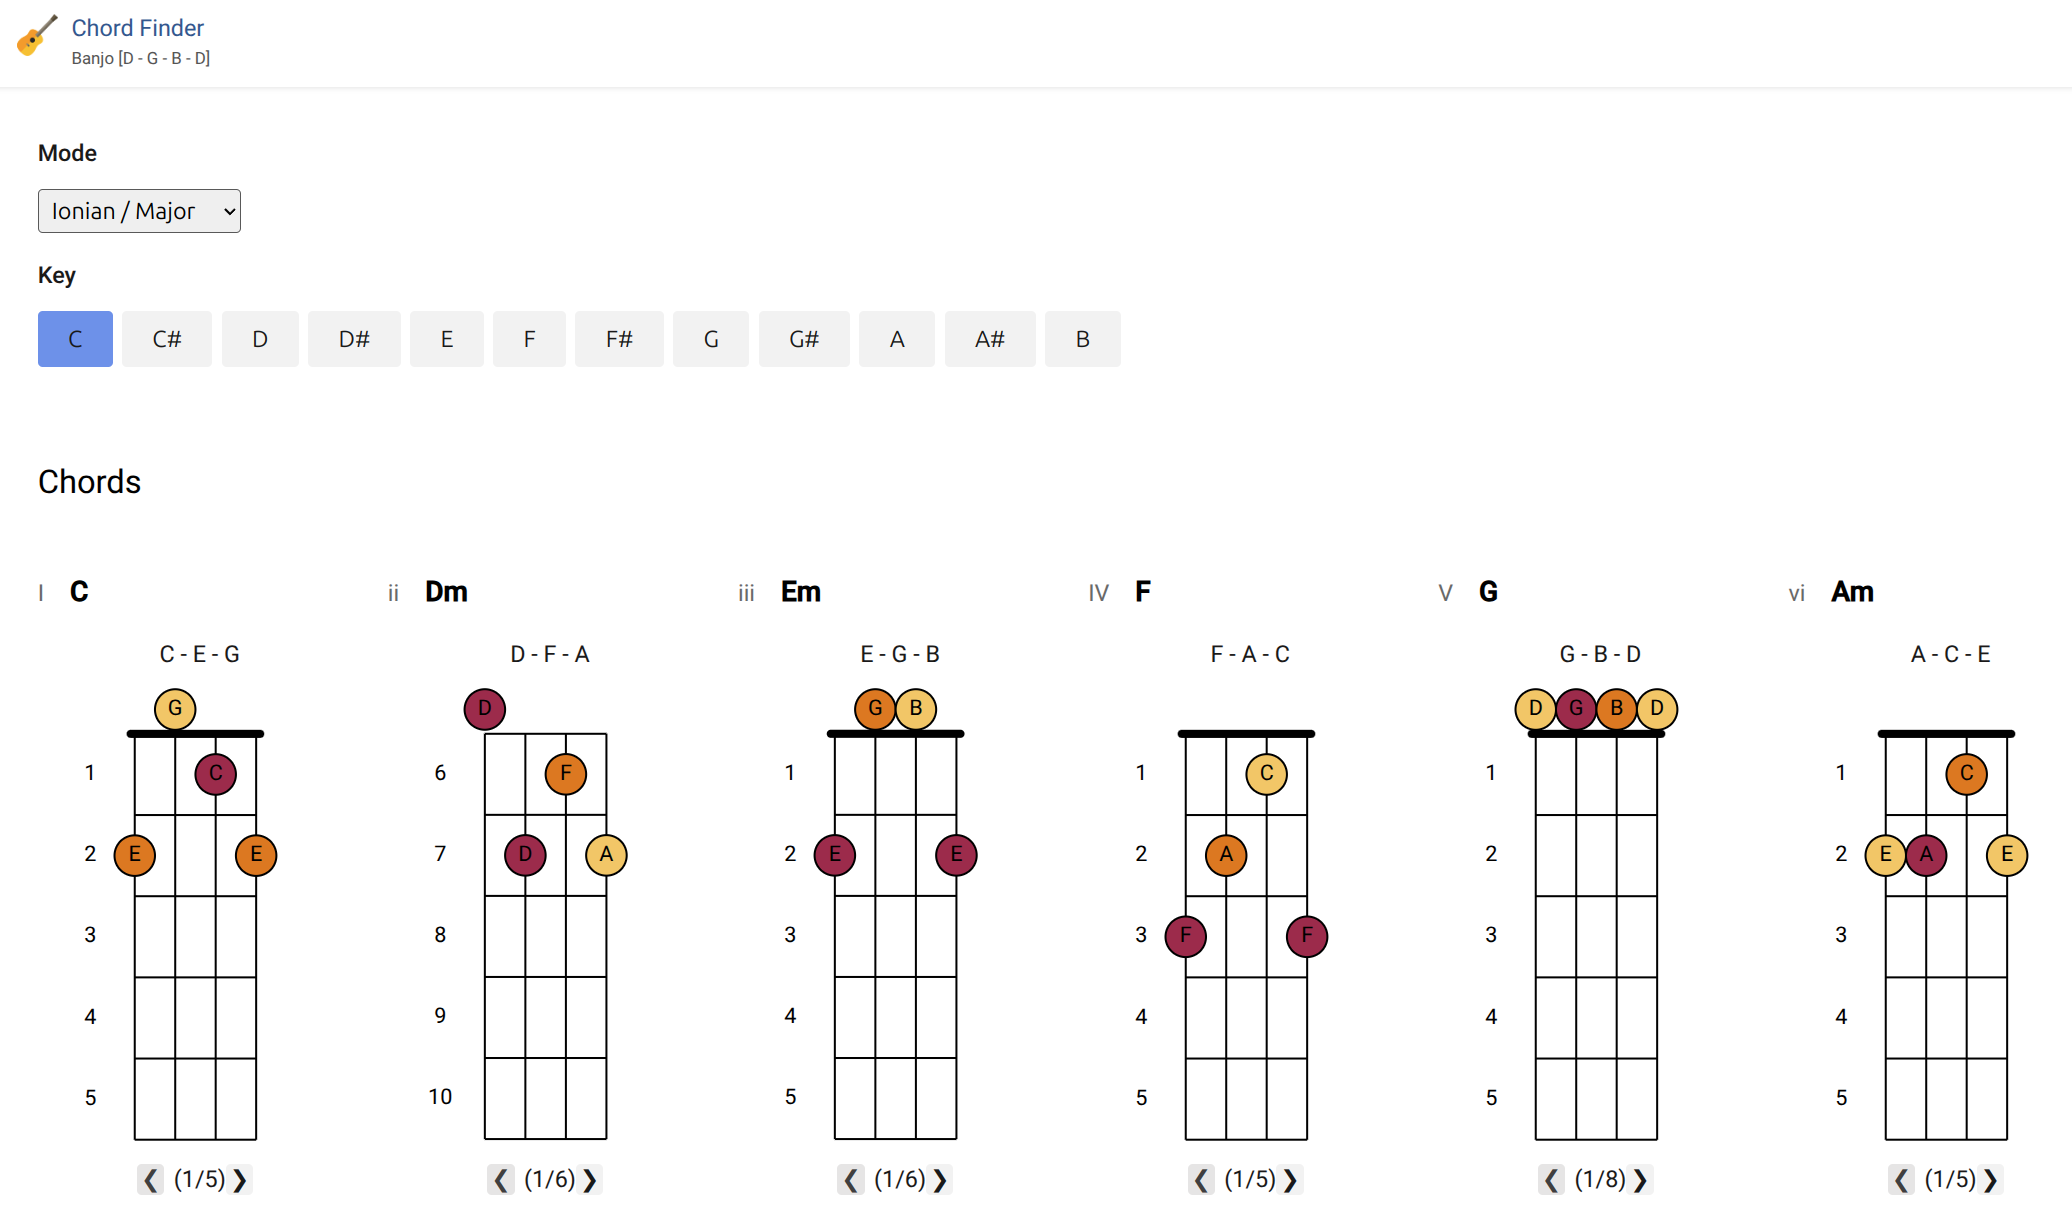 Chord Finder
Banjo [D - G - B - D]
Mode
Ionian / Major
Key
C C# D D# E F F# G G# A A# B
Chords
I C ii Dm iii Em IV F V G vi Am
C - E - G D - F - A E - G - B F - A - C G - B - D A - C - E
G D G B D G B D
1 C 6 F 1 1 C 1 1 C
2 E E 7 D A 2 E E 2 A 2 2 E A E
3 8 3 3 F F 3 3
4 9 4 4 4 4
5 10 5 5 5 5
❮ (1/5) ❯ ❮ (1/6) ❯ ❮ (1/6) ❯ ❮ (1/5) ❯ ❮ (1/8) ❯ ❮ (1/5) ❯